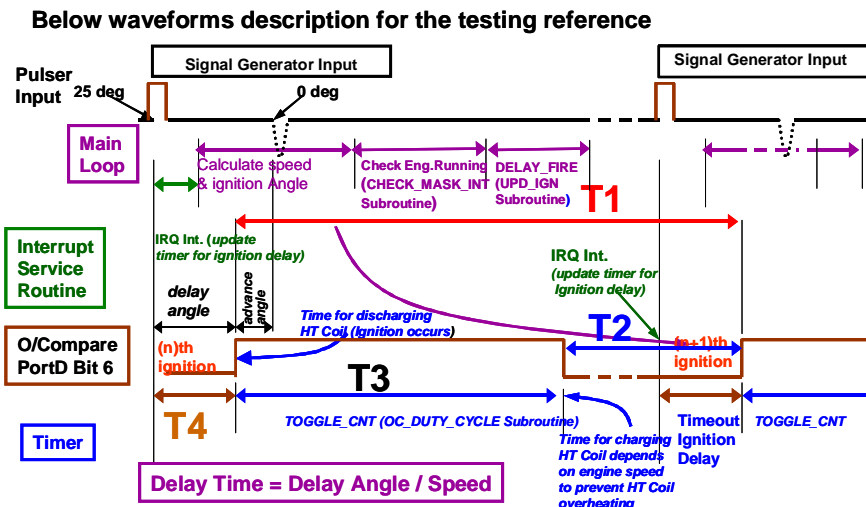 Below waveforms description for the testing reference
Signal Generator Input
Signal Generator Input
Pulser
Input
25 deg
0 deg
Main
Loop
Calculate speed
& ignition Angle
Check Eng.Running
(CHECK_MASK_INT
Subroutine)
DELAY_FIRE
(UPD_IGN
Subroutine)
T1
Interrupt
Service
Routine
IRQ Int. (update
timer for ignition delay)
IRQ Int.
(update timer for
Ignition delay)
delay
angle
advance
angle
Time for discharging
HT Coil (Ignition occurs)
T2
O/Compare
PortD Bit 6
(n)th
ignition
(n+1)th
ignition
T3
T4
Timer
TOGGLE_CNT (OC_DUTY_CYCLE Subroutine)
Time for charging
HT Coil depends
on engine speed
to prevent HT Coil
overheating
Timeout
Ignition
Delay
TOGGLE_CNT
Delay Time = Delay Angle / Speed